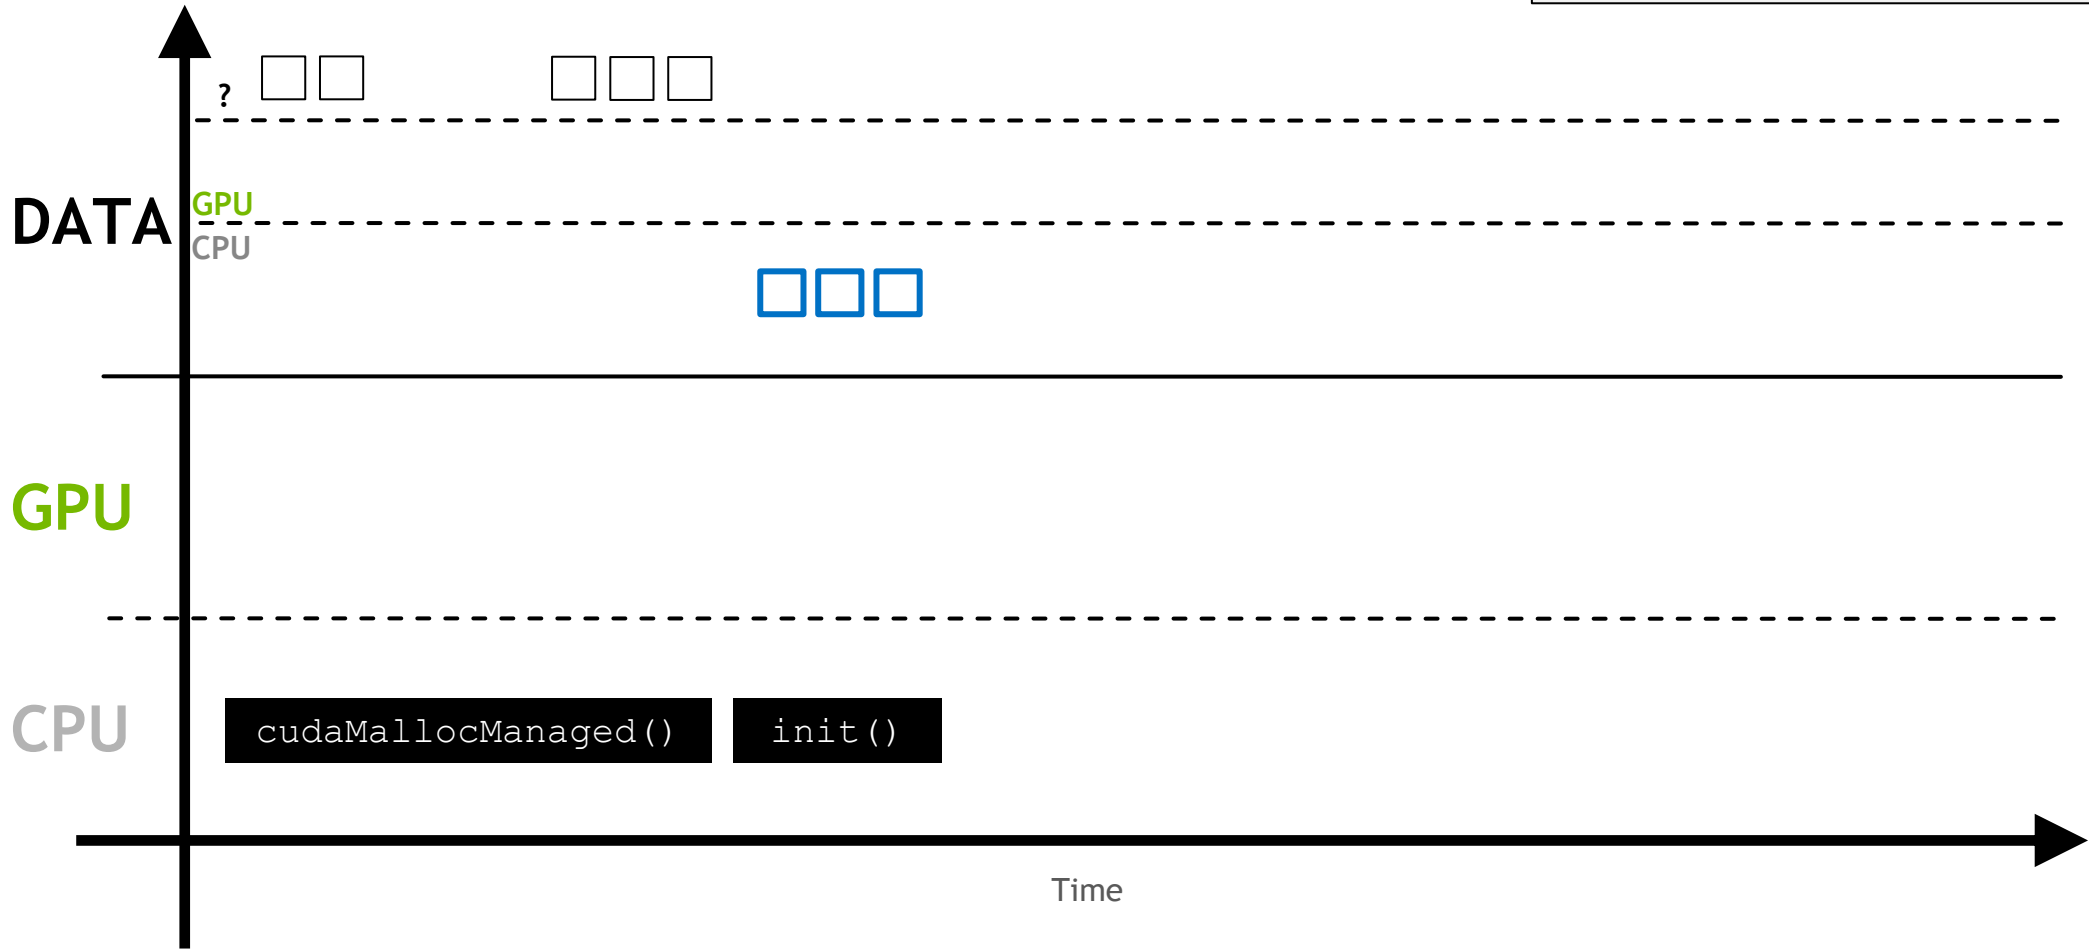 ?
GPU
DATA
CPU
GPU
cudaMallocManaged()
init()
CPU
Time